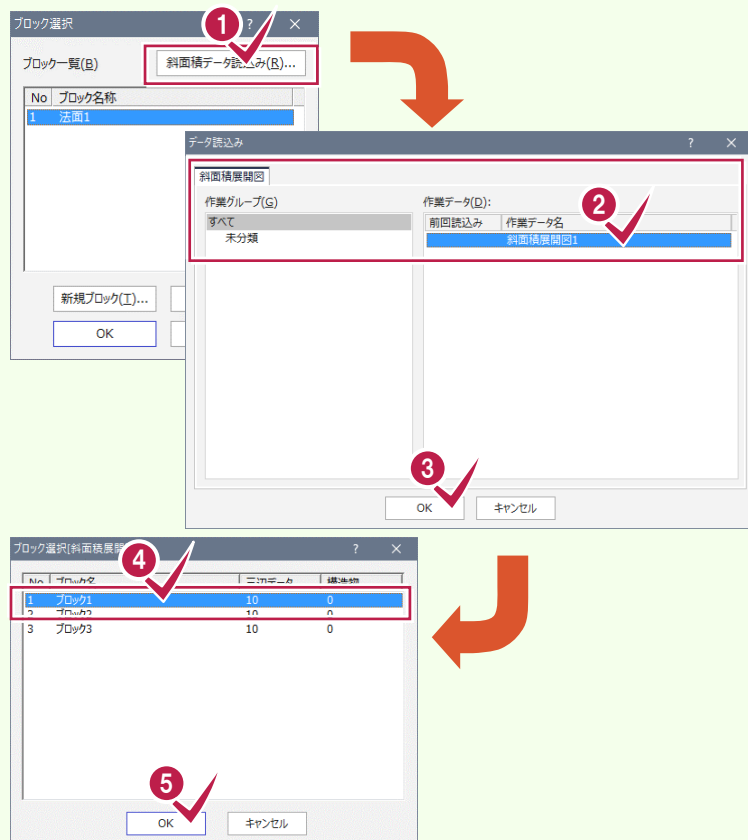 ブロック選択
1
?
×
ブロック一覧(B)
斜面積データ読込み(R)...
No ブロック名称
1 法面1
新規ブロック(T)...
OK
データ読込み
?
×
斜面積展開図
作業グループ(G)
すべて
未分類
作業データ(D):
2
前回読込み 作業データ名
斜面積展開図1
3
OK
キャンセル
ブロック選択[斜面積展開
4
?
×
No ブロック名 三辺データ 構造物
1 ブロック1 10 0
2 ブロック2 10 0
3 ブロック3 10 0
5
OK
キャンセル